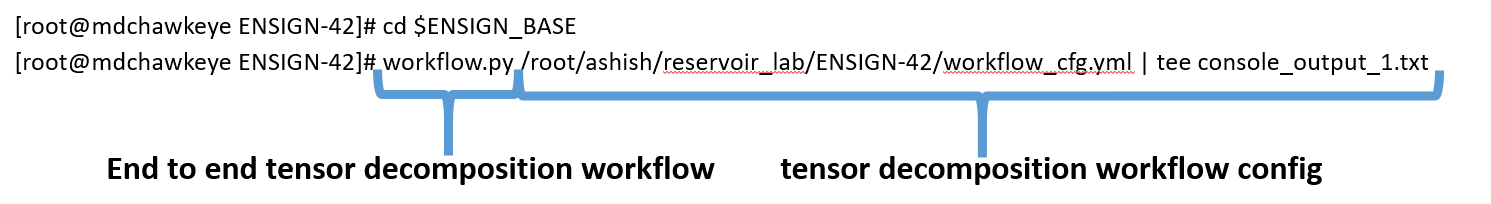 [root@mdchawkeye ENSIGN-42]# cd $ENSIGN_BASE
[root@mdchawkeye ENSIGN-42]# workflow.py /root/ashish/reservoir_lab/ENSIGN-42/workflow_cfg.yml | tee console_output_1.txt
End to end tensor decomposition workflow
tensor decomposition workflow config